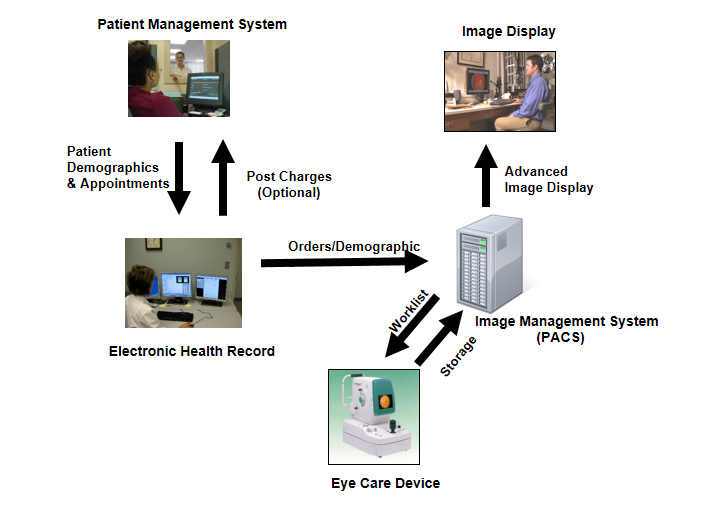 Patient Management System
Image Display
Patient
Demographics
& Appointments
Post Charges
(Optional)
Advanced
Image Display
Orders/Demographic
Worklist
Storage
Image Management System
(PACS)
Electronic Health Record
Eye Care Device